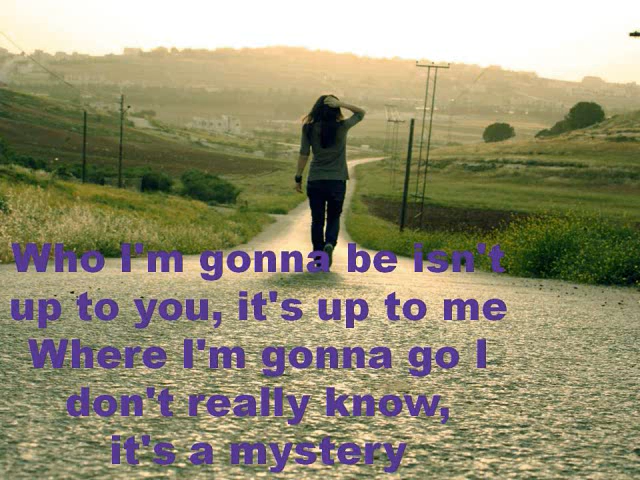 Who I'm gonna be isn't
up to you, it's up to me
Where I'm gonna go I
don't really know,
it's a mystery